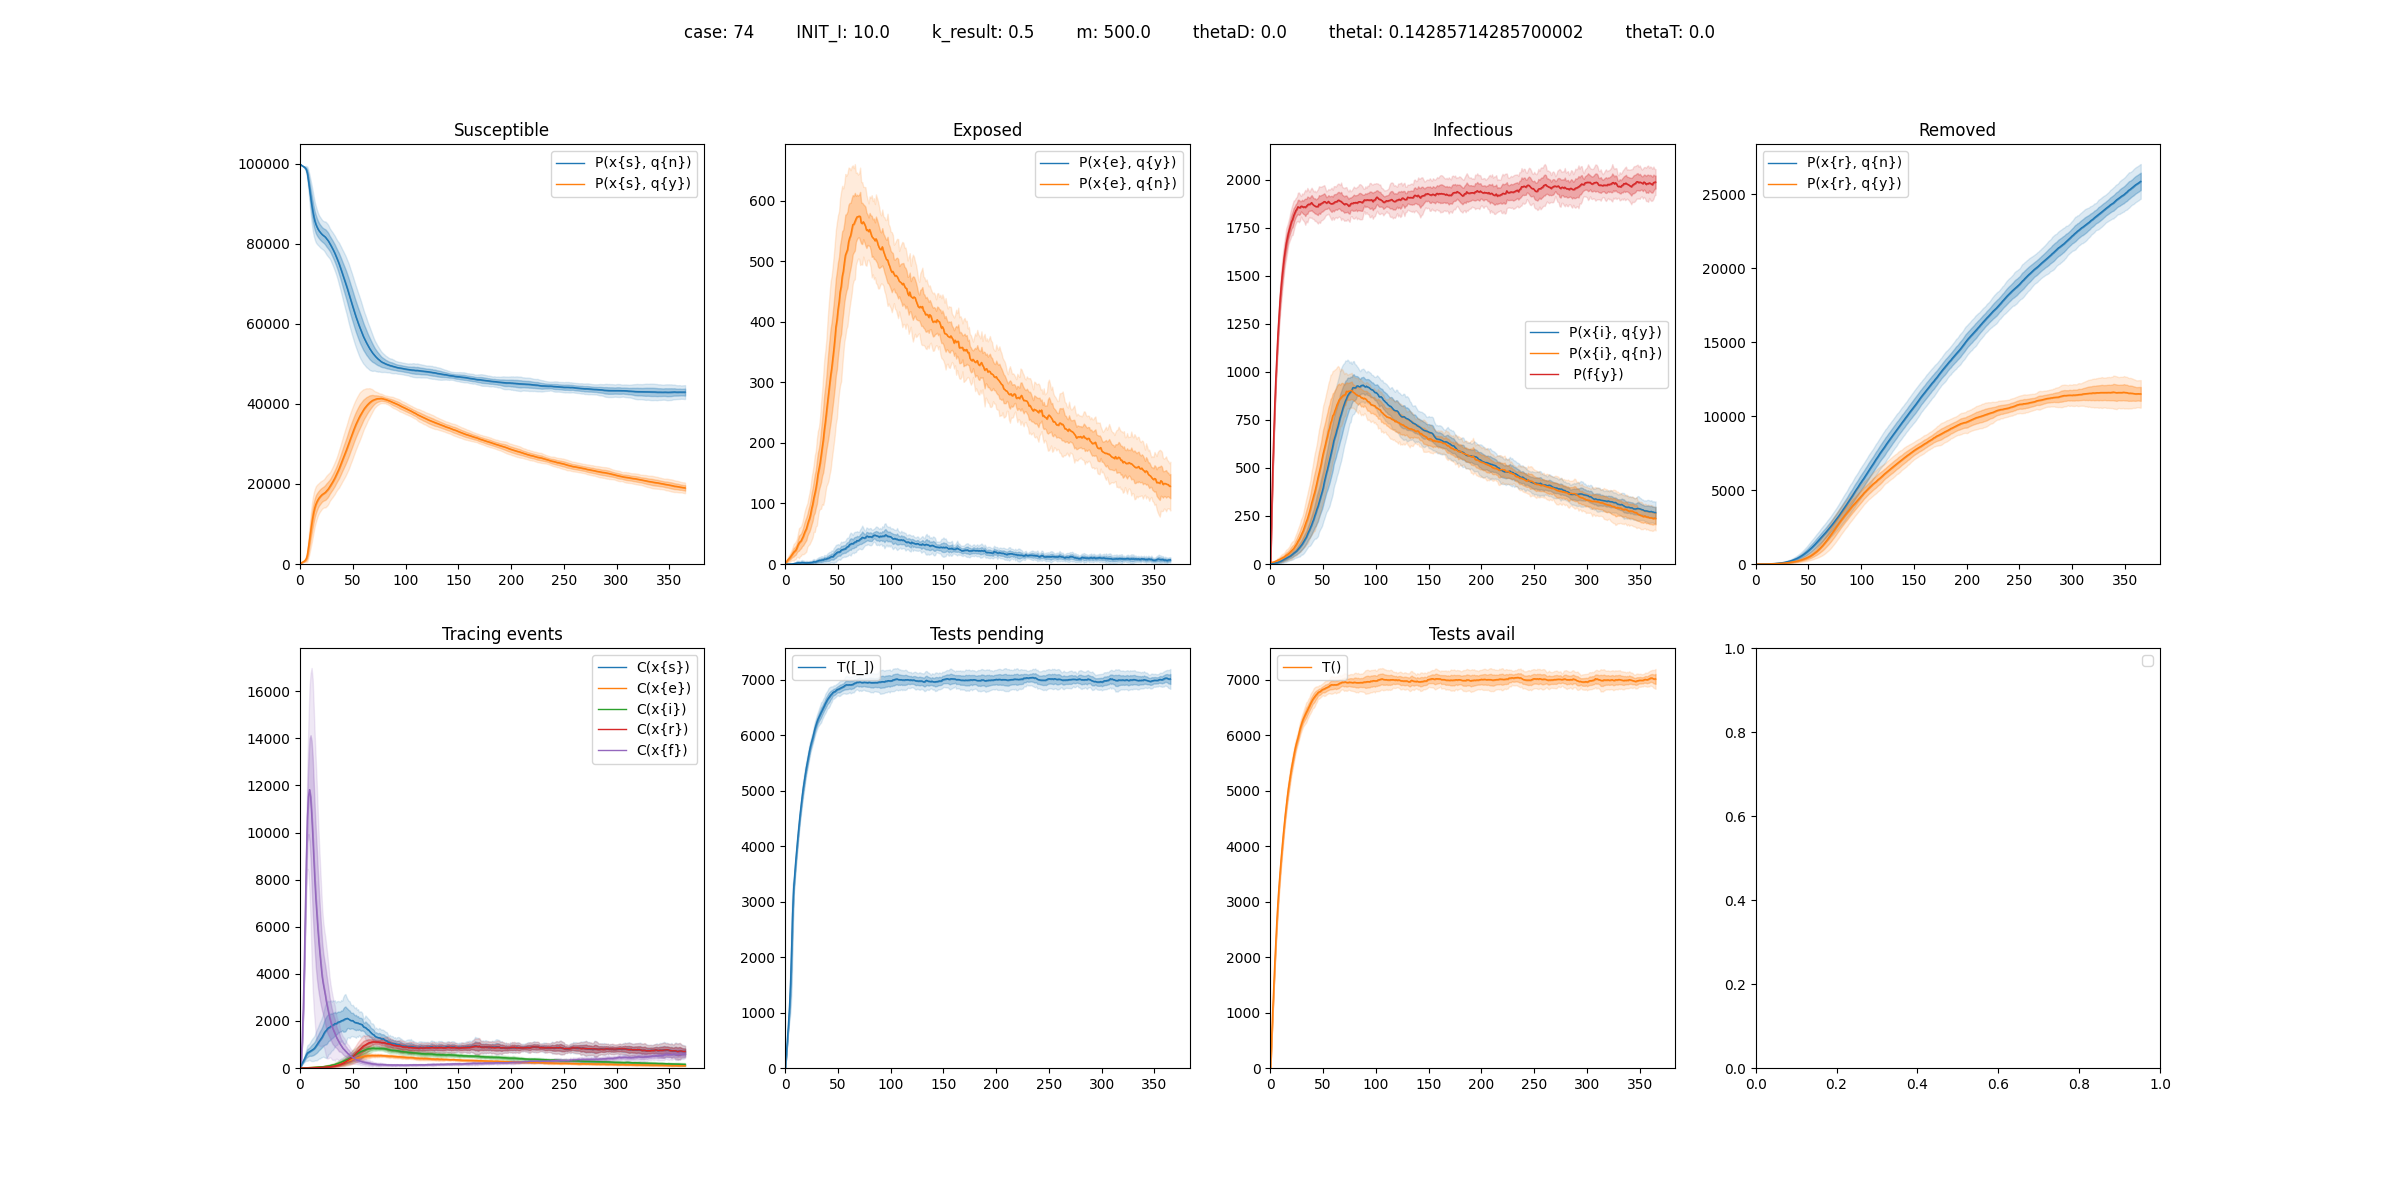 case: 74 INIT_I: 10.0 k_result: 0.5 m: 500.0 thetaD: 0.0 thetaI: 0.14285714285700002 thetaT: 0.0
Susceptible
100000
80000
60000
40000
20000
0
0 50 100 150 200 250 300 350
P(x{s}, q{n})
P(x{s}, q{y})
Exposed
600
500
400
300
200
100
0
0 50 100 150 200 250 300 350
P(x{e}, q{y})
P(x{e}, q{n})
Infectious
2000
1750
1500
1250
1000
750
500
250
0
0 50 100 150 200 250 300 350
P(x{i}, q{y})
P(x{i}, q{n})
P(f{y})
Removed
25000
20000
15000
10000
5000
0
0 50 100 150 200 250 300 350
P(x{r}, q{n})
P(x{r}, q{y})
Tracing events
16000
14000
12000
10000
8000
6000
4000
2000
0
0 50 100 150 200 250 300 350
C(x{s})
C(x{e})
C(x{i})
C(x{r})
C(x{f})
Tests pending
7000
6000
5000
4000
3000
2000
1000
0
0 50 100 150 200 250 300 350
T([_])
Tests avail
7000
6000
5000
4000
3000
2000
1000
0
0 50 100 150 200 250 300 350
T()
1.0
0.8
0.6
0.4
0.2
0.0
0.0 0.2 0.4 0.6 0.8 1.0